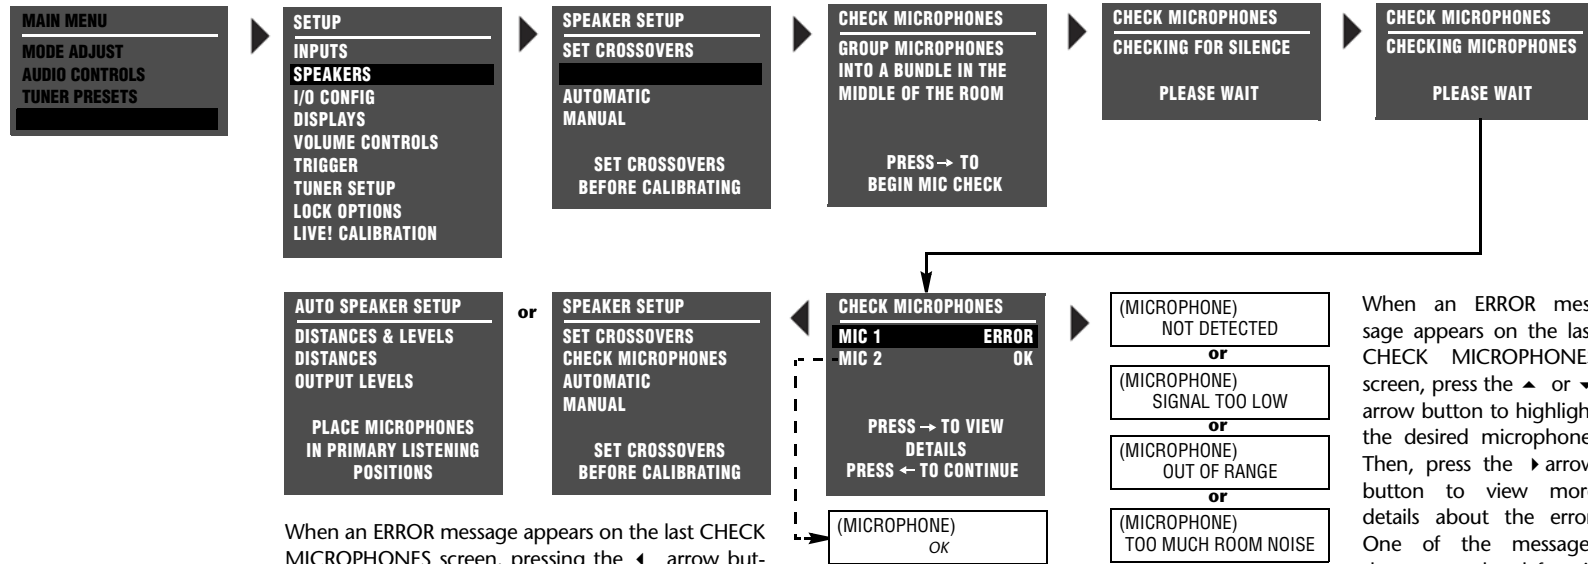 MAIN MENU
MODE ADJUST
AUDIO CONTROLS
TUNER PRESETS
SETUP
INPUTS
SPEAKERS
I/O CONFIG
DISPLAYS
VOLUME CONTROLS
TRIGGER
TUNER SETUP
LOCK OPTIONS
LIVE! CALIBRATION
SPEAKER SETUP
SET CROSSOVERS
AUTOMATIC
MANUAL
SET CROSSOVERS
BEFORE CALIBRATING
CHECK MICROPHONES
GROUP MICROPHONES
INTO A BUNDLE IN THE
MIDDLE OF THE ROOM
PRESS → TO
BEGIN MIC CHECK
CHECK MICROPHONES
CHECKING FOR SILENCE
PLEASE WAIT
CHECK MICROPHONES
CHECKING MICROPHONES
PLEASE WAIT
AUTO SPEAKER SETUP
DISTANCES & LEVELS
DISTANCES
OUTPUT LEVELS
PLACE MICROPHONES
IN PRIMARY LISTENING
POSITIONS
or
SPEAKER SETUP
SET CROSSOVERS
CHECK MICROPHONES
AUTOMATIC
MANUAL
SET CROSSOVERS
BEFORE CALIBRATING
CHECK MICROPHONES
MIC 1 ERROR
MIC 2 OK
PRESS → TO VIEW
DETAILS
PRESS ← TO CONTINUE
(MICROPHONE)
OK
(MICROPHONE)
NOT DETECTED
or
(MICROPHONE)
SIGNAL TOO LOW
or
(MICROPHONE)
OUT OF RANGE
or
(MICROPHONE)
TOO MUCH ROOM NOISE
When an ERROR mes
sage appears on the las
CHECK MICROPHONE
screen, press the ▲ or ▼
arrow button to highligh
the desired microphone
Then, press the ▶ arrow
button to view more
details about the error
One of the message
When an ERROR message appears on the last CHECK
MICROPHONES screen, pressing the ◀ arrow but-